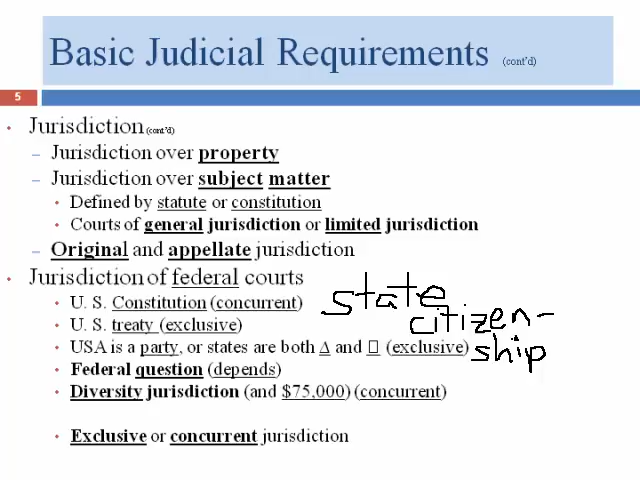 Basic Judicial Requirements (cont'd)
5
• Jurisdiction (cont'd)
– Jurisdiction over property
– Jurisdiction over subject matter
• Defined by statute or constitution
• Courts of general jurisdiction or limited jurisdiction
– Original and appellate jurisdiction
• Jurisdiction of federal courts
• U. S. Constitution (concurrent)
• U. S. treaty (exclusive)
• USA is a party, or states are both ∆ and □ (exclusive)
• Federal question (depends)
• Diversity jurisdiction (and $75,000) (concurrent)
• Exclusive or concurrent jurisdiction
state
citizen-
ship